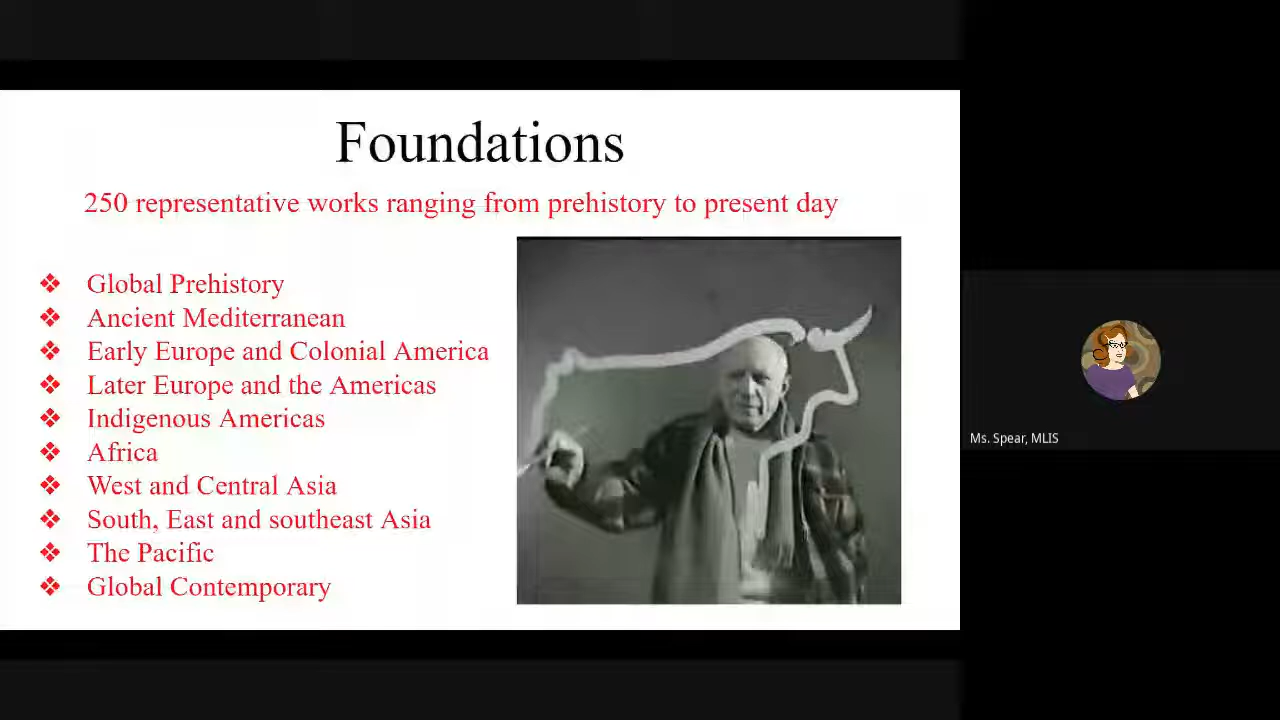 Foundations
250 representative works ranging from prehistory to present day
❖ Global Prehistory
❖ Ancient Mediterranean
❖ Early Europe and Colonial America
❖ Later Europe and the Americas
❖ Indigenous Americas
❖ Africa
❖ West and Central Asia
❖ South, East and southeast Asia
❖ The Pacific
❖ Global Contemporary
Ms. Spear, MLIS